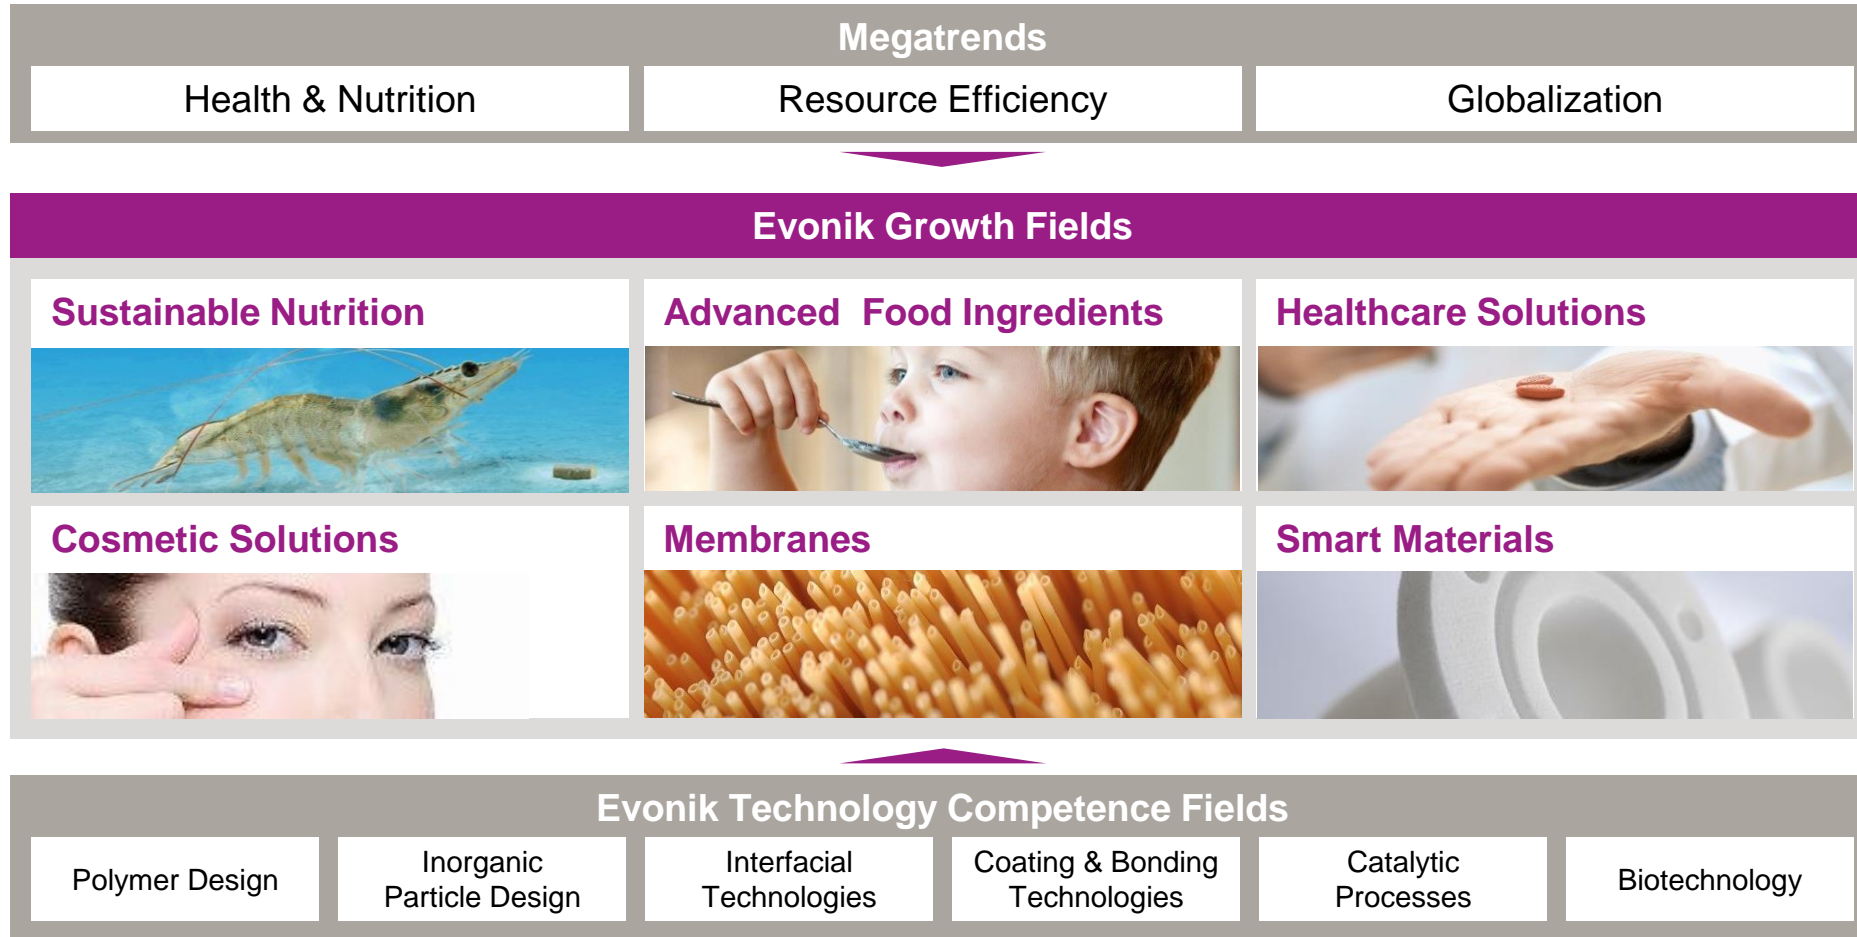 Megatrends
Health & Nutrition
Resource Efficiency
Globalization
Evonik Growth Fields
Sustainable Nutrition
Advanced  Food Ingredients
Healthcare Solutions
Cosmetic Solutions
Membranes
Smart Materials
Evonik Technology Competence Fields
Polymer Design
Inorganic
Particle Design
Interfacial
Technologies
Coating & Bonding
Technologies
Catalytic
Processes
Biotechnology